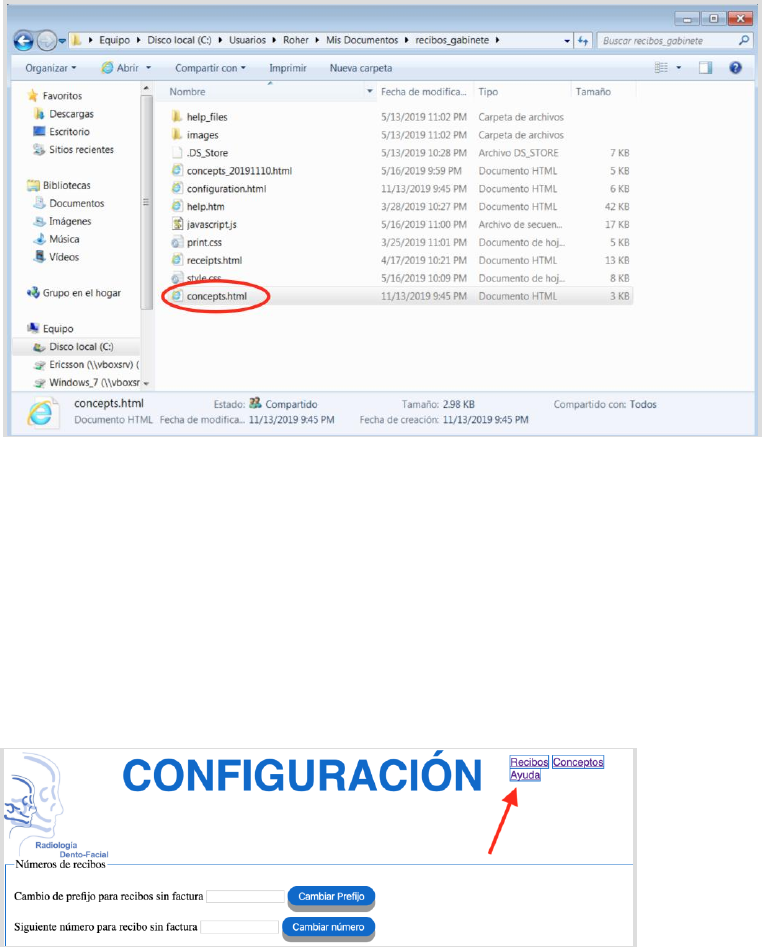 Equipo Disco local (C:) Usuarios Roher Mis Documentos recibos_gabinete Buscar recibos_gabinete
Organizar Abrir Compartir con Imprimir Nueva carpeta
Favoritos
Descargas
Escritorio
Sitios recientes
Bibliotecas
Documentos
Imágenes
Música
Vídeos
Grupo en el hogar
Equipo
Disco local (C:)
Ericsson (\\vboxsrv) (
Windows_7 (\\vboxsr
Nombre Fecha de modifica... Tipo Tamaño
help_files 5/13/2019 11:02 PM Carpeta de archivos
images 5/13/2019 11:02 PM Carpeta de archivos
.DS_Store 5/13/2019 10:28 PM Archivo DS_STORE 7 KB
concepts_20191110.html 5/16/2019 9:59 PM Documento HTML 5 KB
configuration.html 11/13/2019 9:45 PM Documento HTML 6 KB
help.htm 3/28/2019 10:27 PM Documento HTML 42 KB
javascript.js 5/16/2019 11:00 PM Archivo de secuen... 17 KB
print.css 3/25/2019 11:01 PM Documento de hoj... 5 KB
receipts.html 4/17/2019 10:21 PM Documento HTML 13 KB
style.css 5/16/2019 10:09 PM Documento de hoj... 8 KB
concepts.html 11/13/2019 9:45 PM Documento HTML 3 KB
concepts.html Estado: Compartido Tamaño: 2.98 KB Compartido con: Todos
Documento HTML Fecha de modifica... 11/13/2019 9:45 PM Fecha de creación: 11/13/2019 9:45 PM
CONFIGURACIÓN
Recibos Conceptos
Ayuda
Radiología
Dento-Facial
Números de recibos
Cambio de prefijo para recibos sin factura Cambiar Prefijo
Siguiente número para recibo sin factura Cambiar número